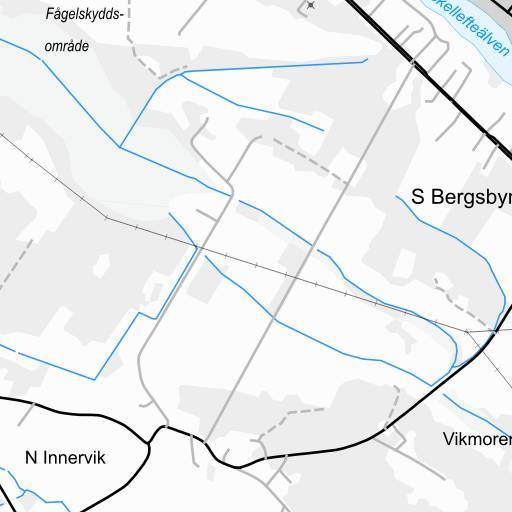 Fågelskydds-
område
kellefteälven
S Bergsbyn
Vikmoren
N Innervik